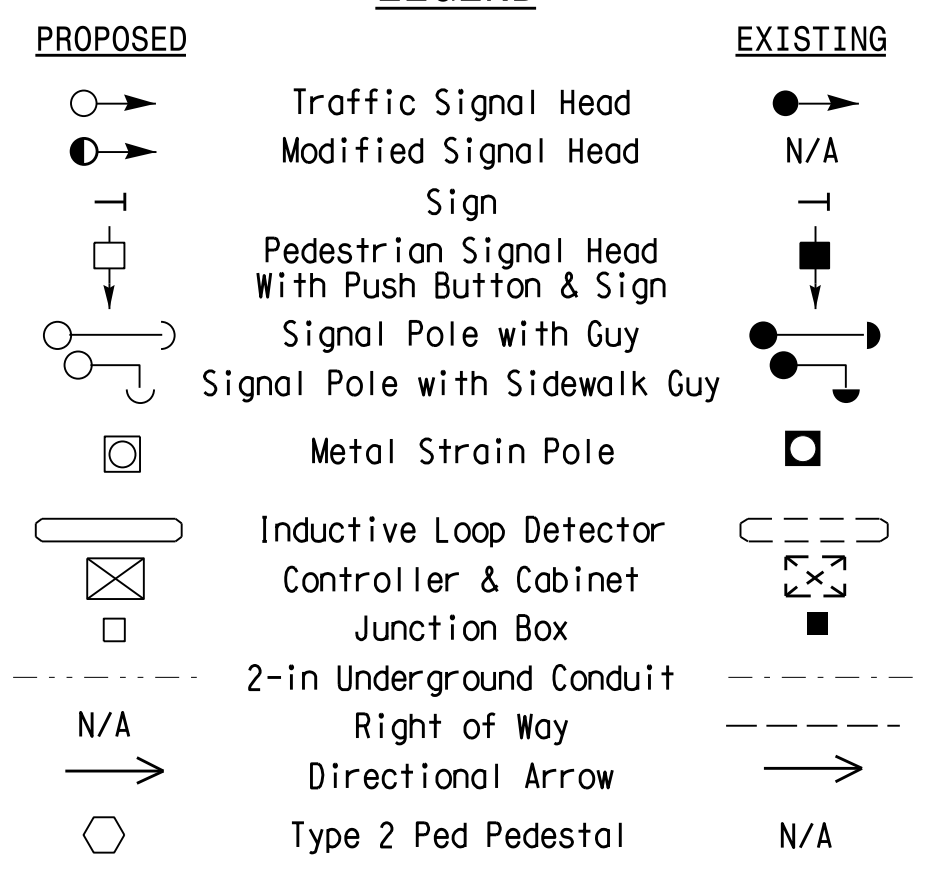 LEGEND
PROPOSED EXISTING
Traffic Signal Head
Modified Signal Head N/A
Sign
Pedestrian Signal Head
With Push Button & Sign
Signal Pole with Guy
Signal Pole with Sidewalk Guy
Metal Strain Pole
Inductive Loop Detector
Controller & Cabinet
Junction Box
2-in Underground Conduit
N/A Right of Way
Directional Arrow
Type 2 Ped Pedestal N/A